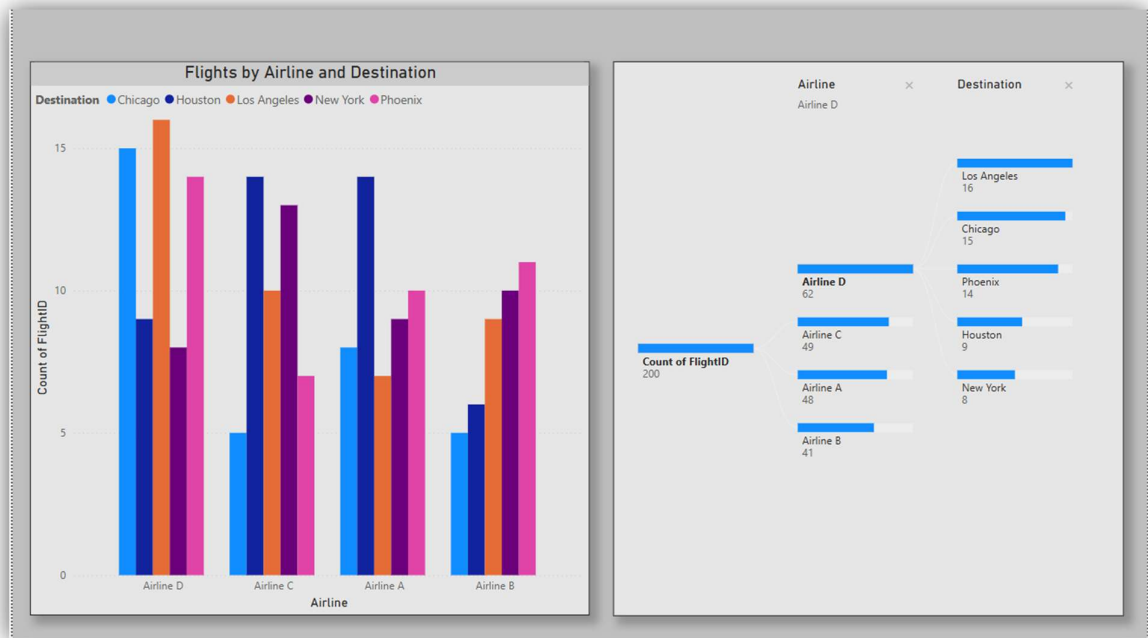 Flights by Airline and Destination
Destination Chicago Houston Los Angeles New York Phoenix
15
10
5
0
Count of FlightID
Airline D Airline C Airline A Airline B
Airline
Airline × Destination ×
Airline D
Los Angeles
16
Chicago
15
Airline D
62
Phoenix
14
Airline C
49
Houston
9
Count of FlightID
200
Airline A
48
New York
8
Airline B
41